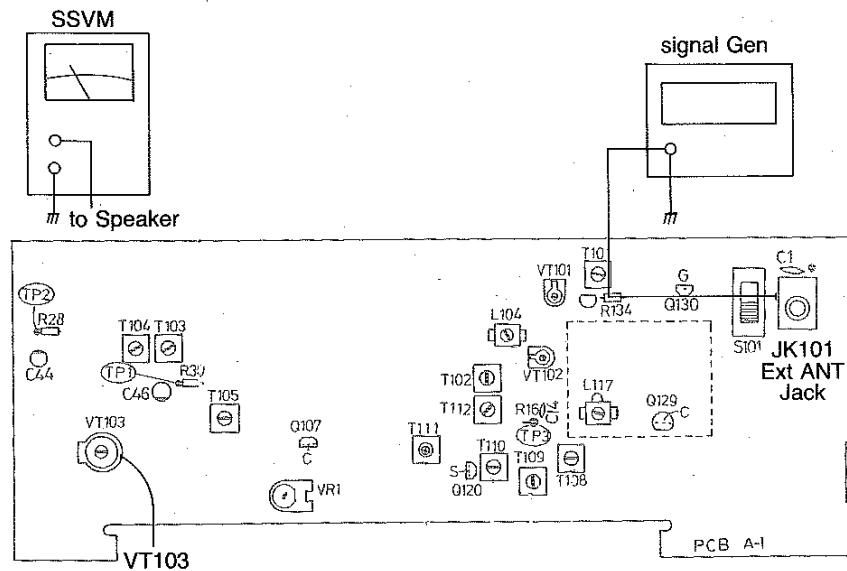 SSVM
signal Gen
to Speaker
T10
C1
*
VT101
G
TP2
R134
Q130
R28
T104
T103
L104
S101
JK101
Ext ANT
Jack
C44
TP1
R30
VT102
C46
T102
L117
T105
T112
R160
C14
Q129
C
VT103
Q107
T111
TP3
C
T110
S
Q120
T109
T108
VR1
PCB A-1
VT103